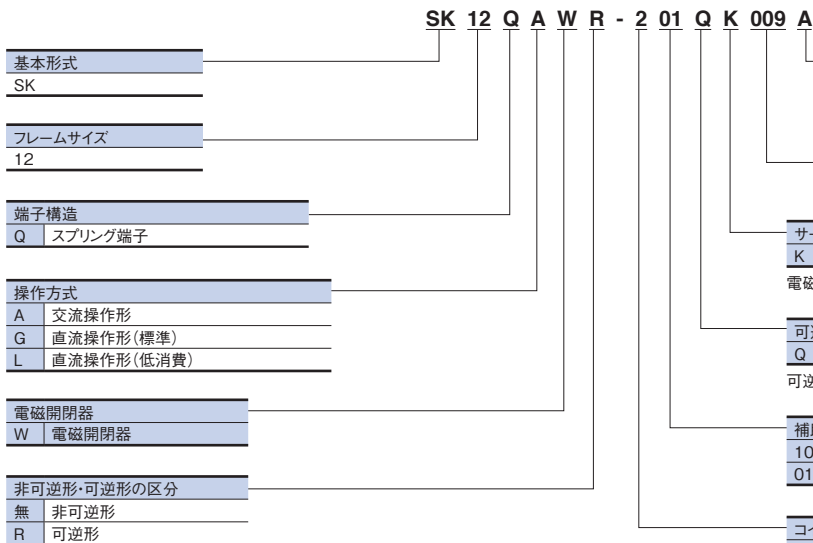 SK 12 Q A W R - 2 01 Q K 009 A
基本形式
SK
フレームサイズ
12
端子構造
Q スプリング端子
操作方式
A 交流操作形
G 直流操作形(標準)
L 直流操作形(低消費)
電磁開閉器
W 電磁開閉器
非可逆形・可逆形の区分
無 非可逆形
R 可逆形
K
電磁
Q
可逆
10
01